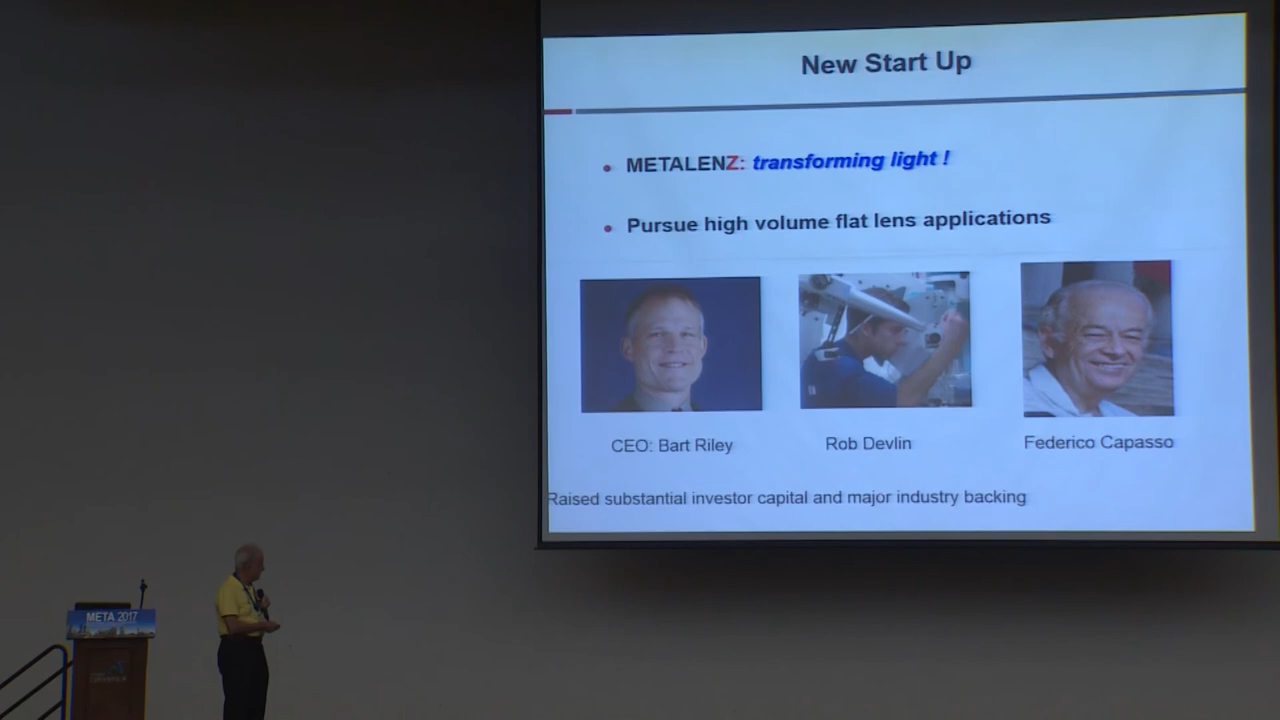 New Start Up
METALENZ: transforming light !
Pursue high volume flat lens applications
CEO: Bart Riley
Rob Devlin
Federico Capasso
Raised substantial investor capital and major industry backing
META 2017